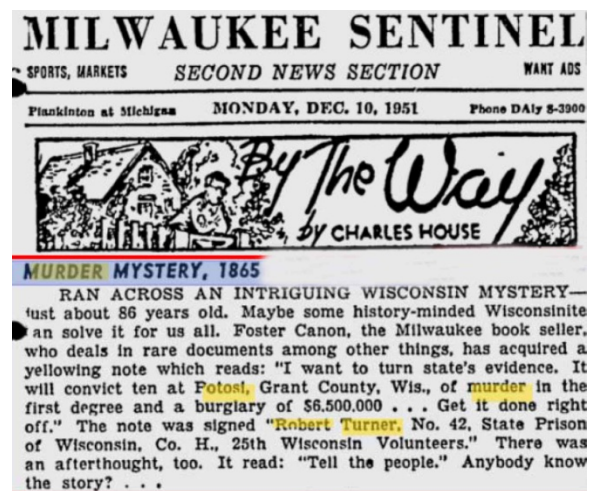 MILWAUKEE SENTINEL
SPORTS, MARKETS SECOND NEWS SECTION WANT ADS
Plankinton at Michigan MONDAY, DEC. 10, 1951 Phone DAly 8-3900
By The Way
by CHARLES HOUSE
MURDER MYSTERY, 1865
RAN ACROSS AN INTRIGUING WISCONSIN MYSTERY—
just about 86 years old. Maybe some history-minded Wisconsinite
can solve it for us all. Foster Canon, the Milwaukee book seller,
who deals in rare documents among other things, has acquired a
yellowing note which reads: "I want to turn state's evidence. It
will convict ten at Potosi, Grant County, Wis., of murder in the
first degree and a burglary of $6,500,000 . . . Get it done right
off." The note was signed "Robert Turner, No. 42, State Prison
of Wisconsin, Co. H., 25th Wisconsin Volunteers." There was
an afterthought, too. It read: "Tell the people." Anybody know
the story? . . .